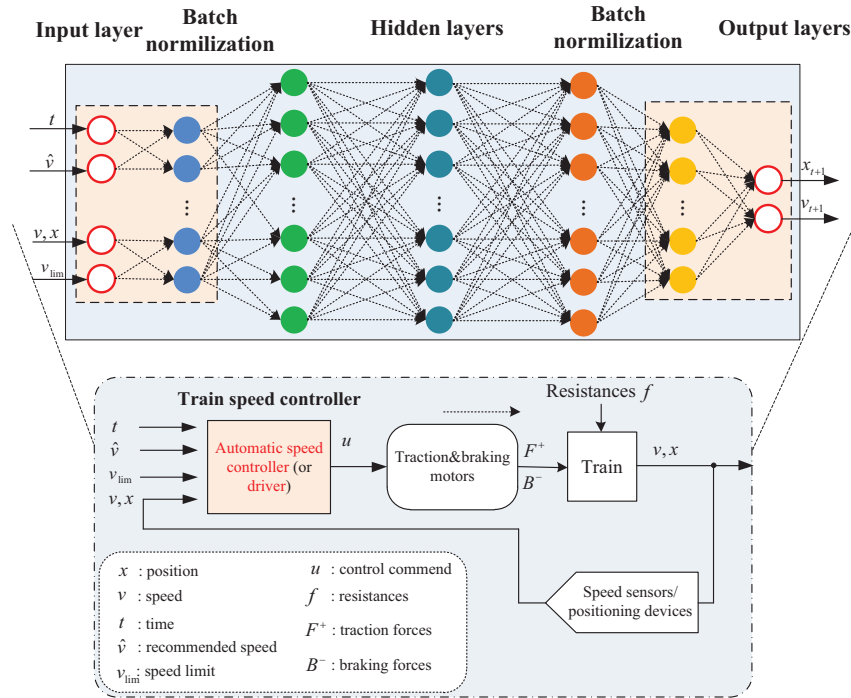 Input layer
Batch
normilization
Hidden layers
Batch
normilization
Output layers
t
v̂
v, x
v_lim
...
...
...
...
...
x_{t+1}
v_{t+1}
Train speed controller
t
v̂
v_lim
v, x
Automatic speed
controller (or
driver)
u
Traction&braking
motors
F⁺
B⁻
Resistances f
Train
v, x
Speed sensors/
positioning devices
x : position
v : speed
t : time
v̂ : recommended speed
v_lim : speed limit
u : control commend
f : resistances
F⁺ : traction forces
B⁻ : braking forces